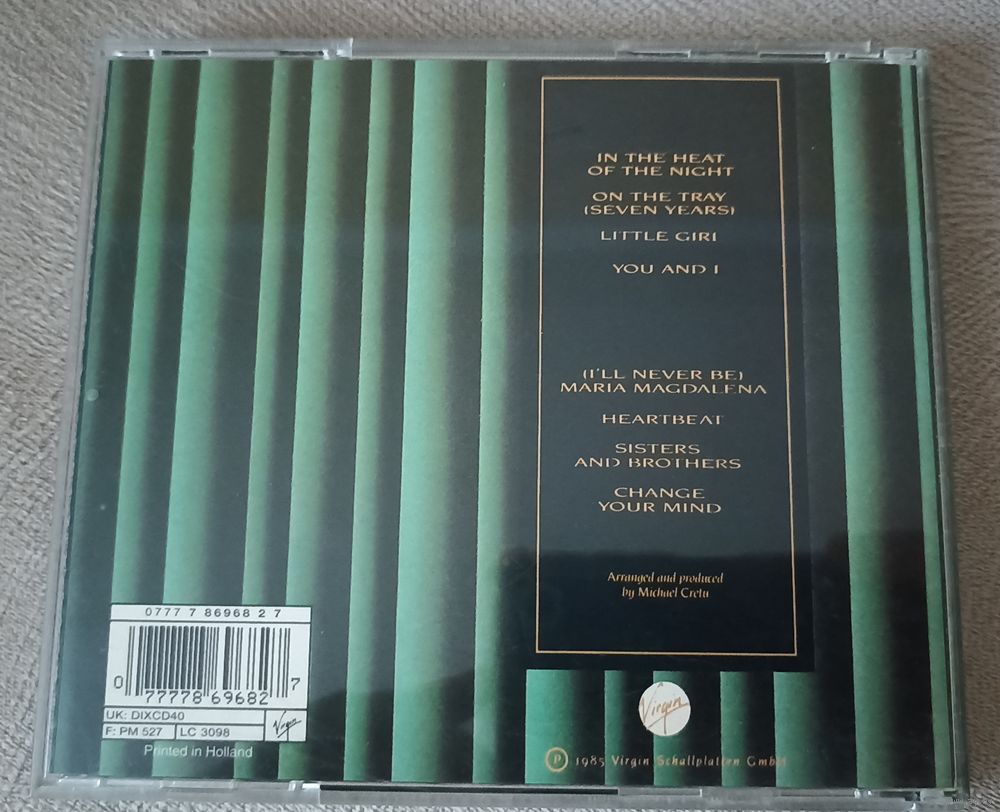 IN THE HEAT
OF THE NIGHT
ON THE TRAY
(SEVEN YEARS)
LITTLE GIRL
YOU AND I
(I'LL NEVER BE)
MARIA MAGDALENA
HEARTBEAT
SISTERS
AND BROTHERS
CHANGE
YOUR MIND
Arranged and produced
by Michael Cretu
0777 7 86968 2 7
0 77778 69682 7
UK: DIXCD40
F: PM 527 LC 3098
Virgin
Printed in Holland
Virgin
℗ 1985 Virgin Schallplatten GmbH